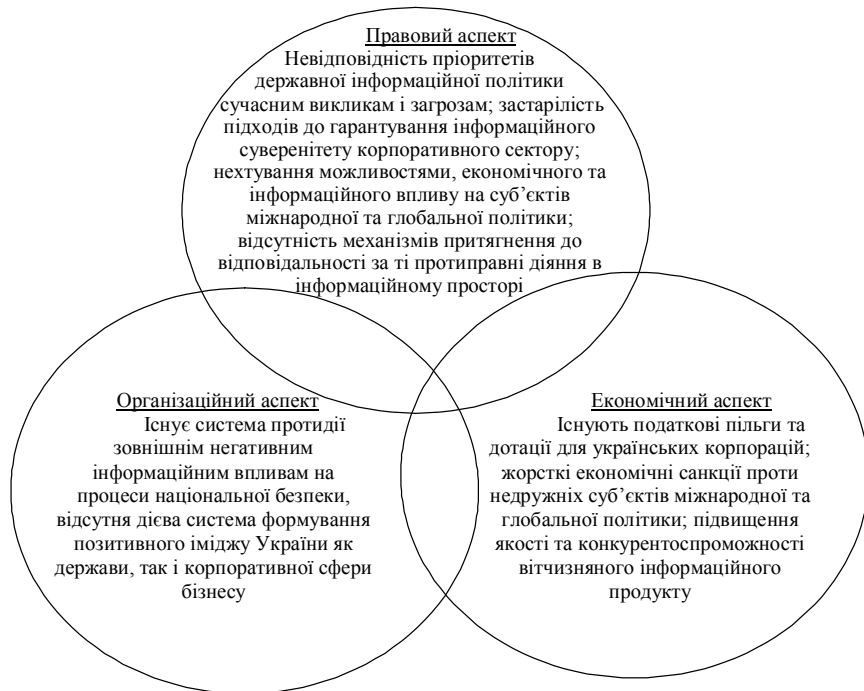 Правовий аспект
Невідповідність пріоритетів
державної інформаційної політики
сучасним викликам і загрозам; застарілість
підходів до гарантування інформаційного
суверенітету корпоративного сектору;
нехтування можливостями, економічного та
інформаційного впливу на суб’єктів
міжнародної та глобальної політики;
відсутність механізмів притягнення до
відповідальності за ті протиправні діяння в
інформаційному просторі
Організаційний аспект
Існує система протидії
зовнішнім негативним
інформаційним впливам на
процеси національної безпеки,
відсутня дієва система формування
позитивного іміджу України як
держави, так і корпоративної сфери
бізнесу
Економічний аспект
Існують податкові пільги та
дотації для українських корпорацій;
жорсткі економічні санкції проти
недружніх суб’єктів міжнародної та
глобальної політики; підвищення
якості та конкурентоспроможності
вітчизняного інформаційного
продукту